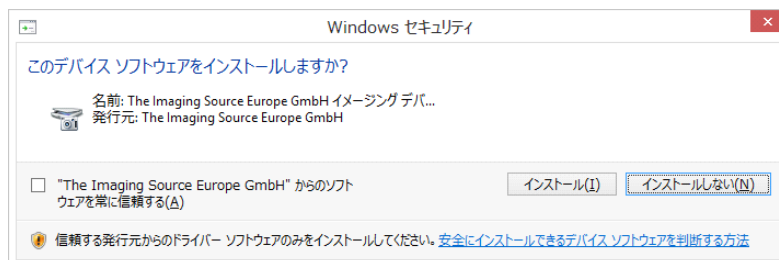 Windows セキュリティ
このデバイス ソフトウェアをインストールしますか?
名前: The Imaging Source Europe GmbH イメージング デバ...
発行元: The Imaging Source Europe GmbH
"The Imaging Source Europe GmbH" からのソフト
ウェアを常に信頼する(A)
インストール(I)
インストールしない(N)
信頼する発行元からのドライバー ソフトウェアのみをインストールしてください。安全にインストールできるデバイス ソフトウェアを判断する方法